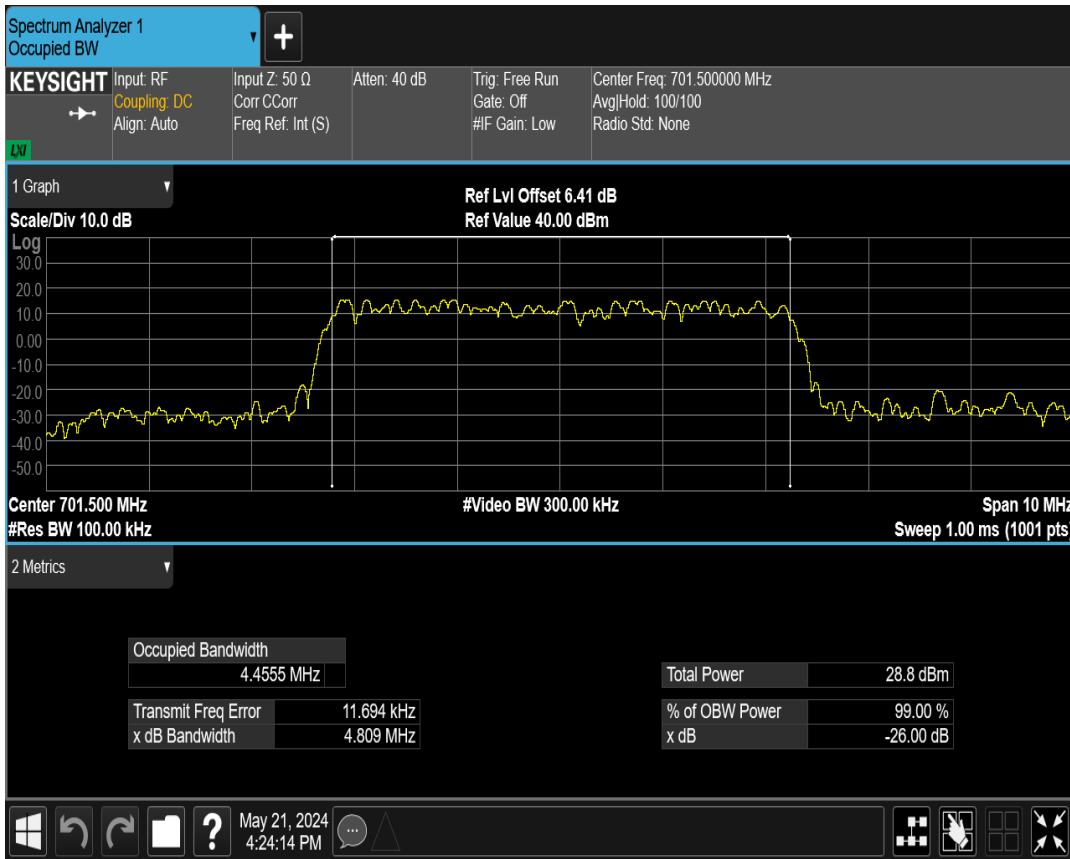 Spectrum Analyzer 1
Occupied BW
+
KEYSIGHT
LXI
Input: RF
Coupling: DC
Align: Auto
Input Z: 50 Ω
Corr CCorr
Freq Ref: Int (S)
Atten: 40 dB
Trig: Free Run
Gate: Off
#IF Gain: Low
Center Freq: 701.500000 MHz
Avg|Hold: 100/100
Radio Std: None
1 Graph
Scale/Div 10.0 dB
Ref Lvl Offset 6.41 dB
Ref Value 40.00 dBm
Log
30.0
20.0
10.0
0.00
-10.0
-20.0
-30.0
-40.0
-50.0
Center 701.500 MHz
#Video BW 300.00 kHz
Span 10 MHz
#Res BW 100.00 kHz
Sweep 1.00 ms (1001 pts)
2 Metrics
Occupied Bandwidth
4.4555 MHz
Transmit Freq Error 11.694 kHz
x dB Bandwidth 4.809 MHz
Total Power 28.8 dBm
% of OBW Power 99.00 %
x dB -26.00 dB
?
May 21, 2024
4:24:14 PM